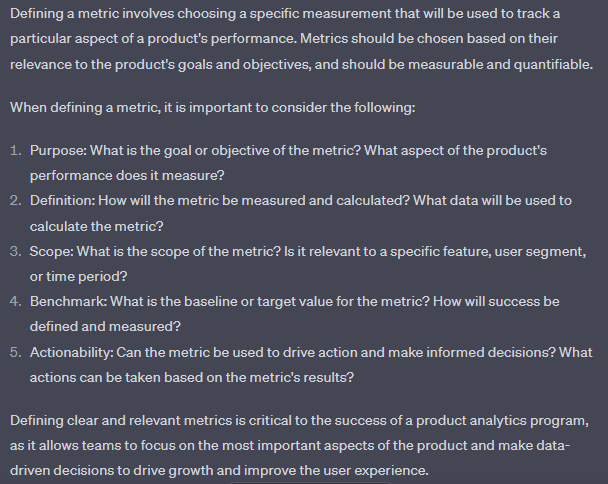 Defining a metric involves choosing a specific measurement that will be used to track a
particular aspect of a product's performance. Metrics should be chosen based on their
relevance to the product's goals and objectives, and should be measurable and quantifiable.
When defining a metric, it is important to consider the following:
1. Purpose: What is the goal or objective of the metric? What aspect of the product's
performance does it measure?
2. Definition: How will the metric be measured and calculated? What data will be used to
calculate the metric?
3. Scope: What is the scope of the metric? Is it relevant to a specific feature, user segment,
or time period?
4. Benchmark: What is the baseline or target value for the metric? How will success be
defined and measured?
5. Actionability: Can the metric be used to drive action and make informed decisions? What
actions can be taken based on the metric's results?
Defining clear and relevant metrics is critical to the success of a product analytics program,
as it allows teams to focus on the most important aspects of the product and make data-
driven decisions to drive growth and improve the user experience.